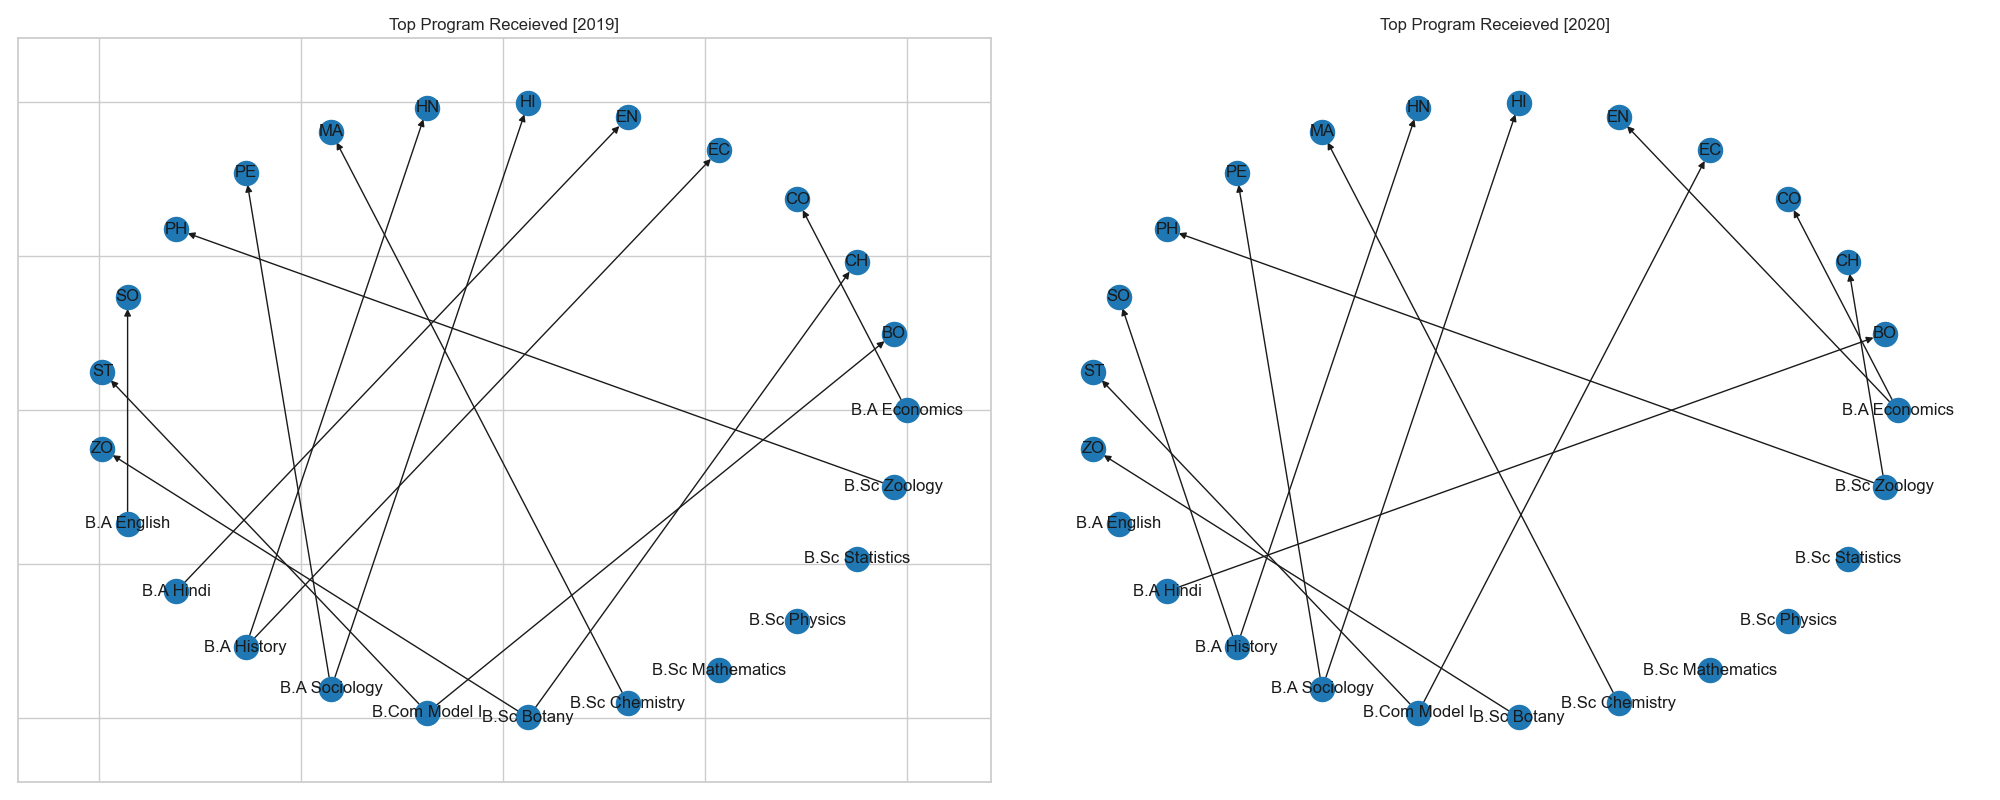 Top Program Receieved [2019]
HI
HN
EN
MA
EC
PE
CO
PH
CH
SO
BO
ST
B.A Economics
ZO
B.Sc Zoology
B.A English
B.Sc Statistics
B.A Hindi
B.Sc Physics
B.A History
B.Sc Mathematics
B.A Sociology
B.Sc Chemistry
B.Com Model I
B.Sc Botany
Top Program Receieved [2020]
HI
HN
EN
MA
EC
PE
CO
PH
CH
SO
BO
ST
B.A Economics
ZO
B.Sc Zoology
B.A English
B.Sc Statistics
B.A Hindi
B.Sc Physics
B.A History
B.Sc Mathematics
B.A Sociology
B.Sc Chemistry
B.Com Model I
B.Sc Botany